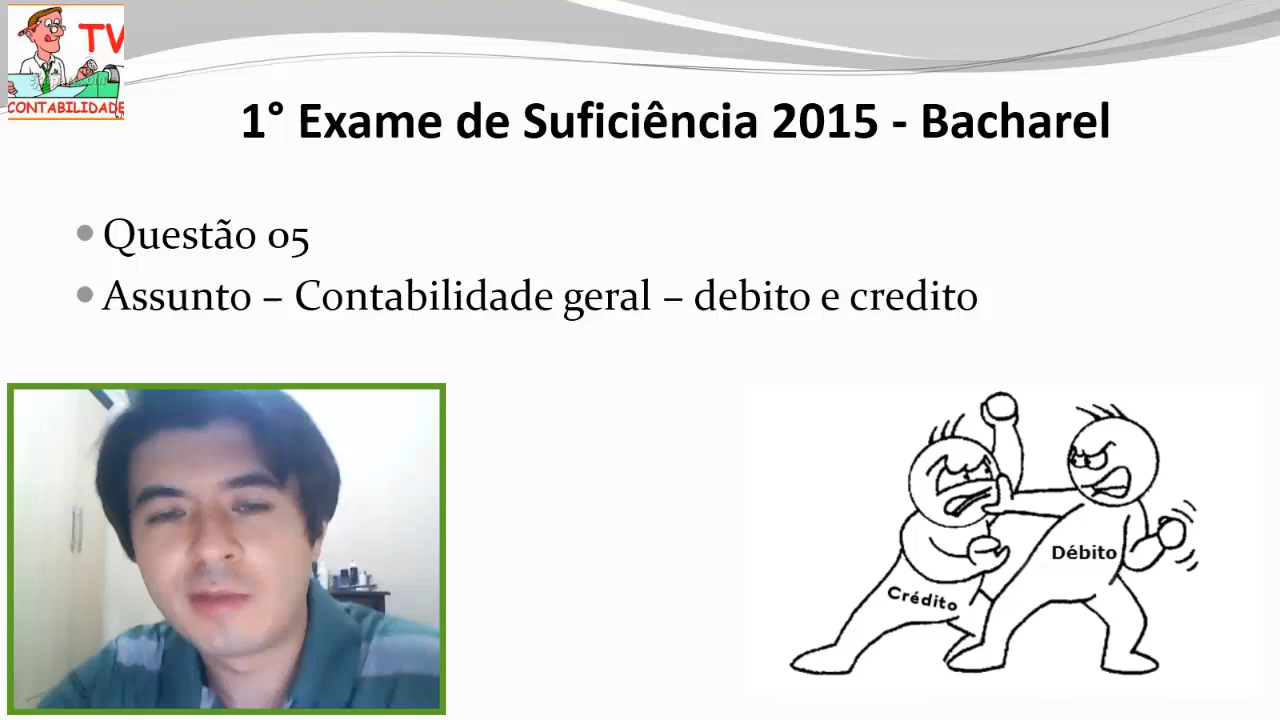 TV
CONTABILIDADE
1° Exame de Suficiência 2015 - Bacharel
Questão 05
Assunto – Contabilidade geral – debito e credito
Débito
Crédito